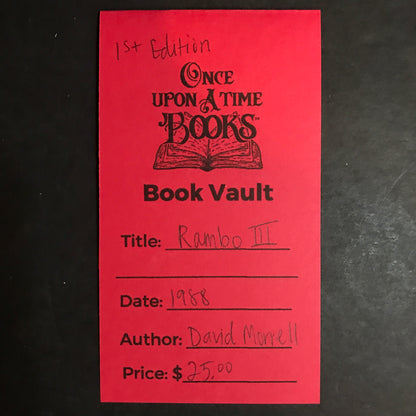 1st Edition
ONCE
UPON A TIME
BOOKS
Book Vault
Title: Rambo III
Date: 1988
Author: David Morrell
Price: $25.00